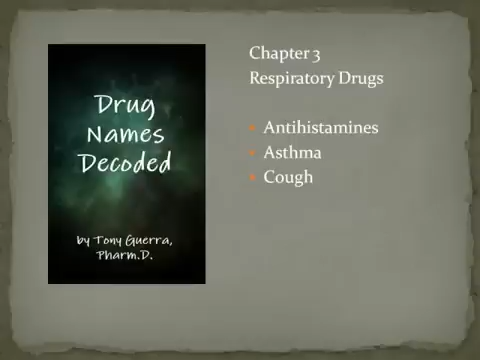 Drug
Names
Decoded
by Tony Guerra,
Pharm.D.
Chapter 3
Respiratory Drugs
Antihistamines
Asthma
Cough